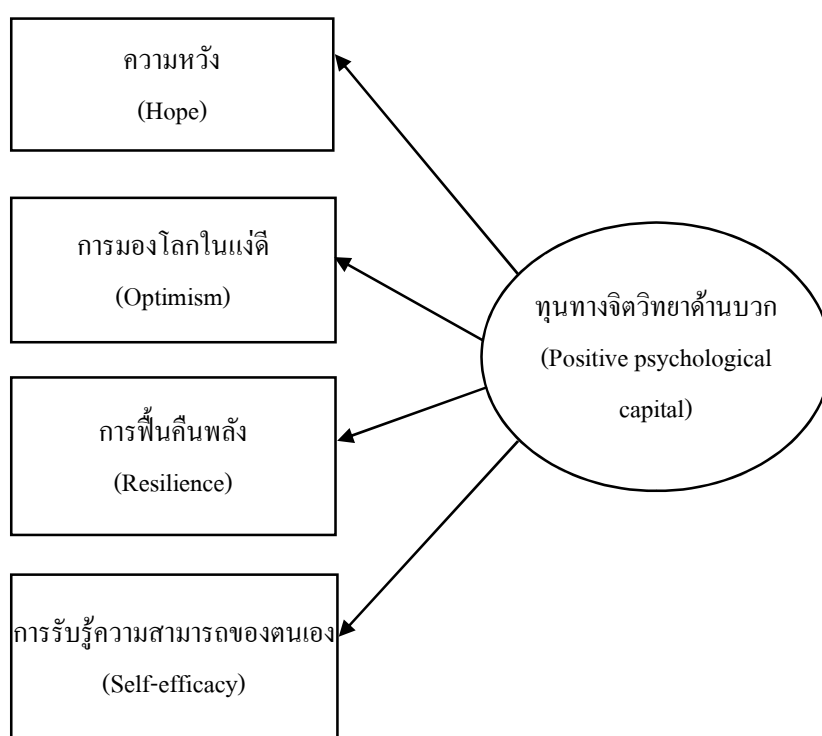 ความหวัง
(Hope)
การมองโลกในแง่ดี
(Optimism)
การฟื้นคืนพลัง
(Resilience)
การรับรู้ความสามารถของตนเอง
(Self-efficacy)
ทุนทางจิตวิทยาด้านบวก
(Positive psychological
capital)